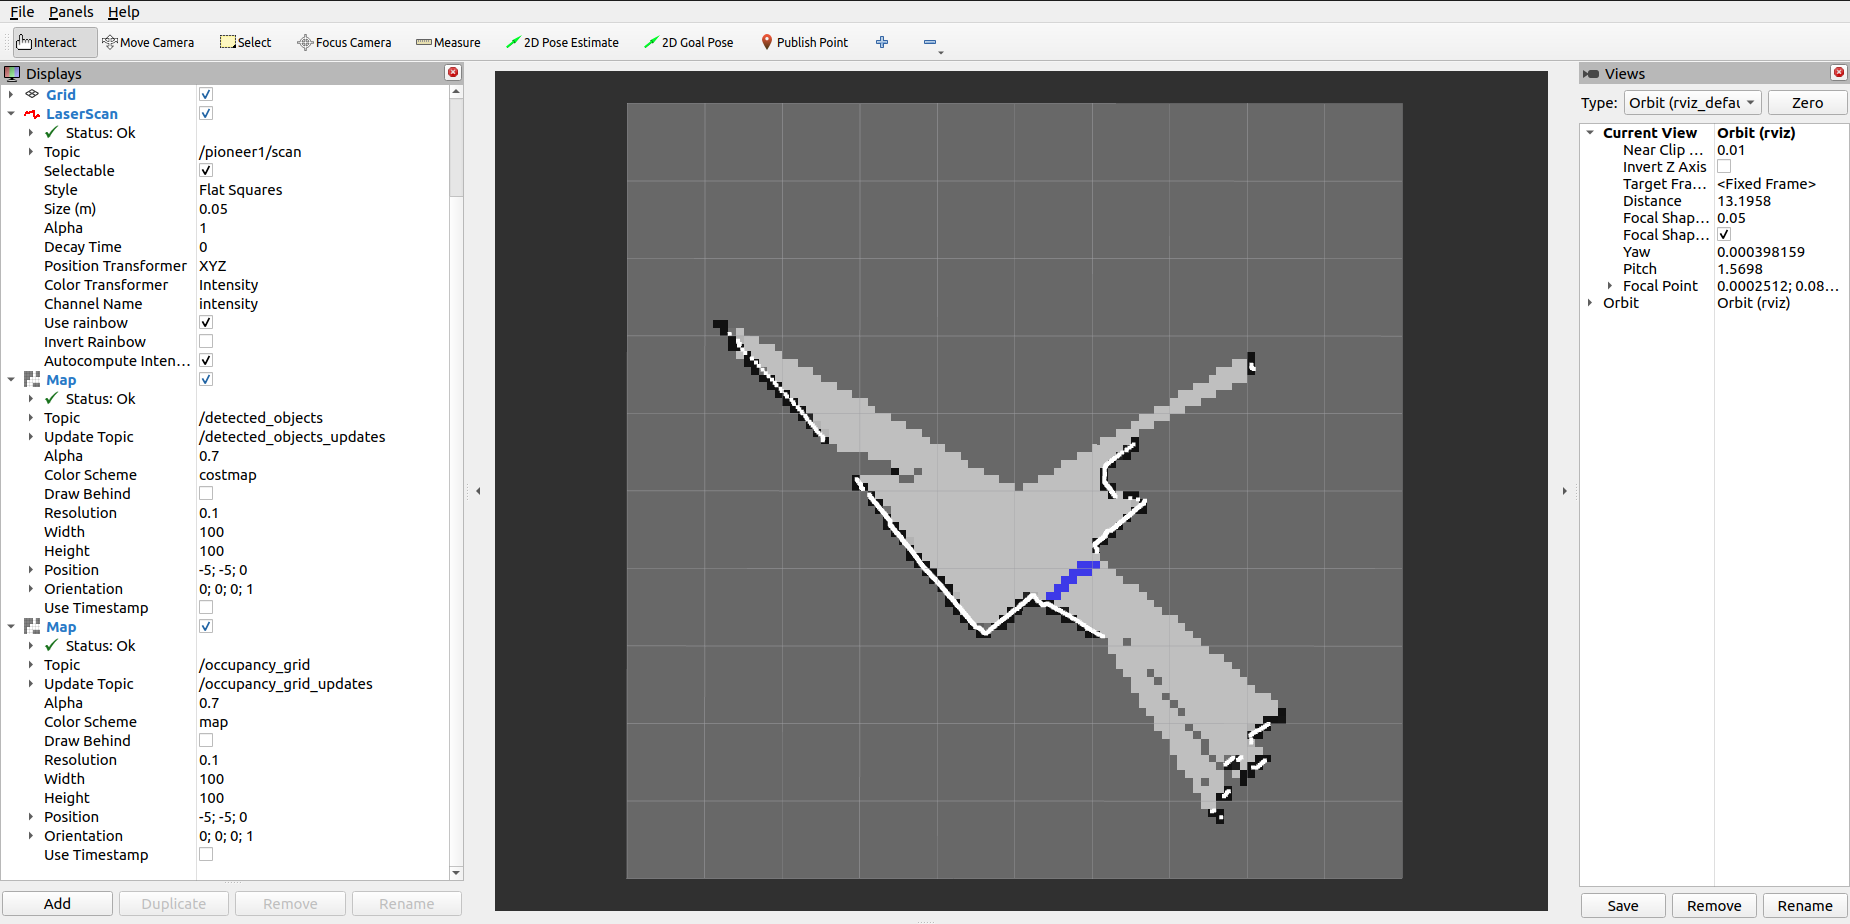 File Panels Help
Interact Move Camera Select Focus Camera Measure 2D Pose Estimate 2D Goal Pose Publish Point
Displays
Grid
LaserScan
Status: Ok
Topic /pioneer1/scan
Selectable
Style Flat Squares
Size (m) 0.05
Alpha 1
Decay Time 0
Position Transformer XYZ
Color Transformer Intensity
Channel Name intensity
Use rainbow
Invert Rainbow
Autocompute Inten...
Map
Status: Ok
Topic /detected_objects
Update Topic /detected_objects_updates
Alpha 0.7
Color Scheme costmap
Draw Behind
Resolution 0.1
Width 100
Height 100
Position -5; -5; 0
Orientation 0; 0; 0; 1
Use Timestamp
Map
Status: Ok
Topic /occupancy_grid
Update Topic /occupancy_grid_updates
Alpha 0.7
Color Scheme map
Draw Behind
Resolution 0.1
Width 100
Height 100
Position -5; -5; 0
Orientation 0; 0; 0; 1
Use Timestamp
Add Duplicate Remove Rename
Views
Type: Orbit (rviz_defau Zero
Current View Orbit (rviz)
Near Clip ... 0.01
Invert Z Axis
Target Fra... <Fixed Frame>
Distance 13.1958
Focal Shap... 0.05
Focal Shap...
Yaw 0.000398159
Pitch 1.5698
Focal Point 0.0002512; 0.08...
Orbit Orbit (rviz)
Save Remove Rename